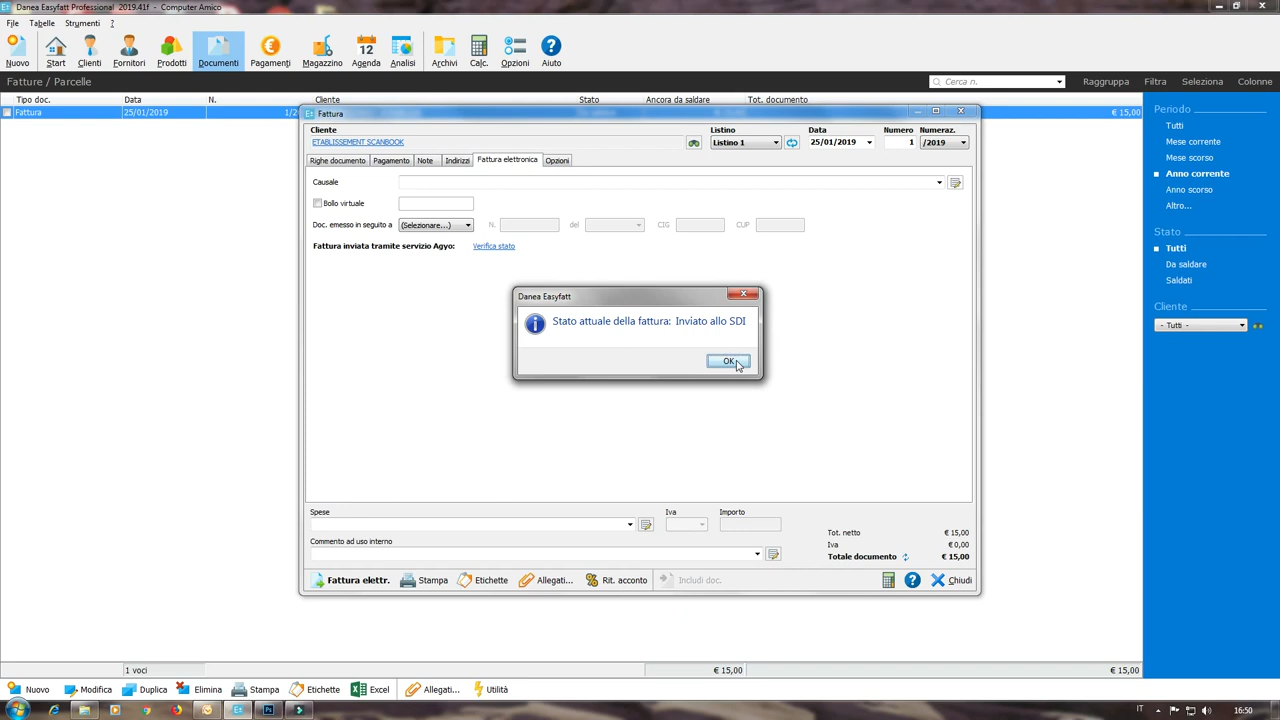 Danea Easyfatt Professional 2019.41f - Computer Amico
File Tabelle Strumenti ?
Nuovo Start Clienti Fornitori Prodotti Documenti Pagamenti Magazzino Agenda Analisi Archivi Calc. Opzioni Aiuto
12
Fatture / Parcelle
Cerca n. Raggruppa Filtra Seleziona Colonne
Tipo doc. Data N. Cliente Stato Ancora da saldare Tot. documento
Fattura 25/01/2019 1/2 € 15,00
Fattura
Cliente Listino Data Numero Numeraz.
ETABLISSEMENT SCANBOOK Listino 1 25/01/2019 1 /2019
Righe documento Pagamento Note Indirizzi Fattura elettronica Opzioni
Causale
Bollo virtuale
Doc. emesso in seguito a (Selezionare...) N. del CIG CUP
Fattura inviata tramite servizio Agyo: Verifica stato
Danea Easyfatt
Stato attuale della fattura: Inviato allo SDI
OK
Spese Iva Importo
Commento ad uso interno
Tot. netto € 15,00
Iva € 0,00
Totale documento € 15,00
Fattura elettr. Stampa Etichette Allegati... Rit. acconto Includi doc. Chiudi
Periodo
Tutti
Mese corrente
Mese scorso
Anno corrente
Anno scorso
Altro...
Stato
Tutti
Da saldare
Saldati
Cliente
- Tutti -
1 voci € 15,00 € 15,00
Nuovo Modifica Duplica Elimina Stampa Etichette Excel Allegati... Utilità
IT 16:50